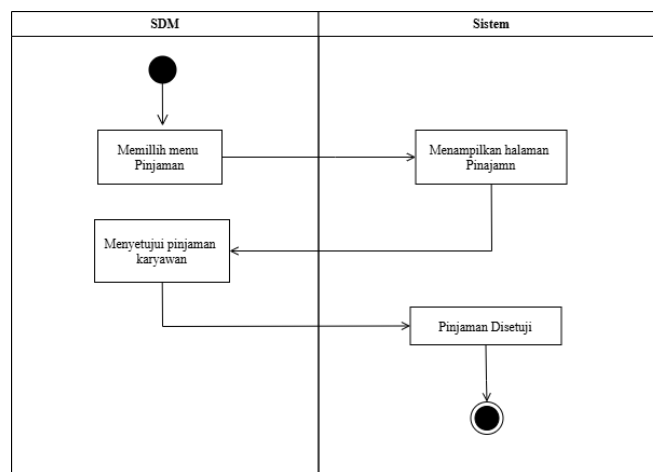 SDM
Sistem
Memillih menu
Pinjaman
Menampilkan halaman
Pinajamn
Menyetujui pinjaman
karyawan
Pinjaman Disetuji